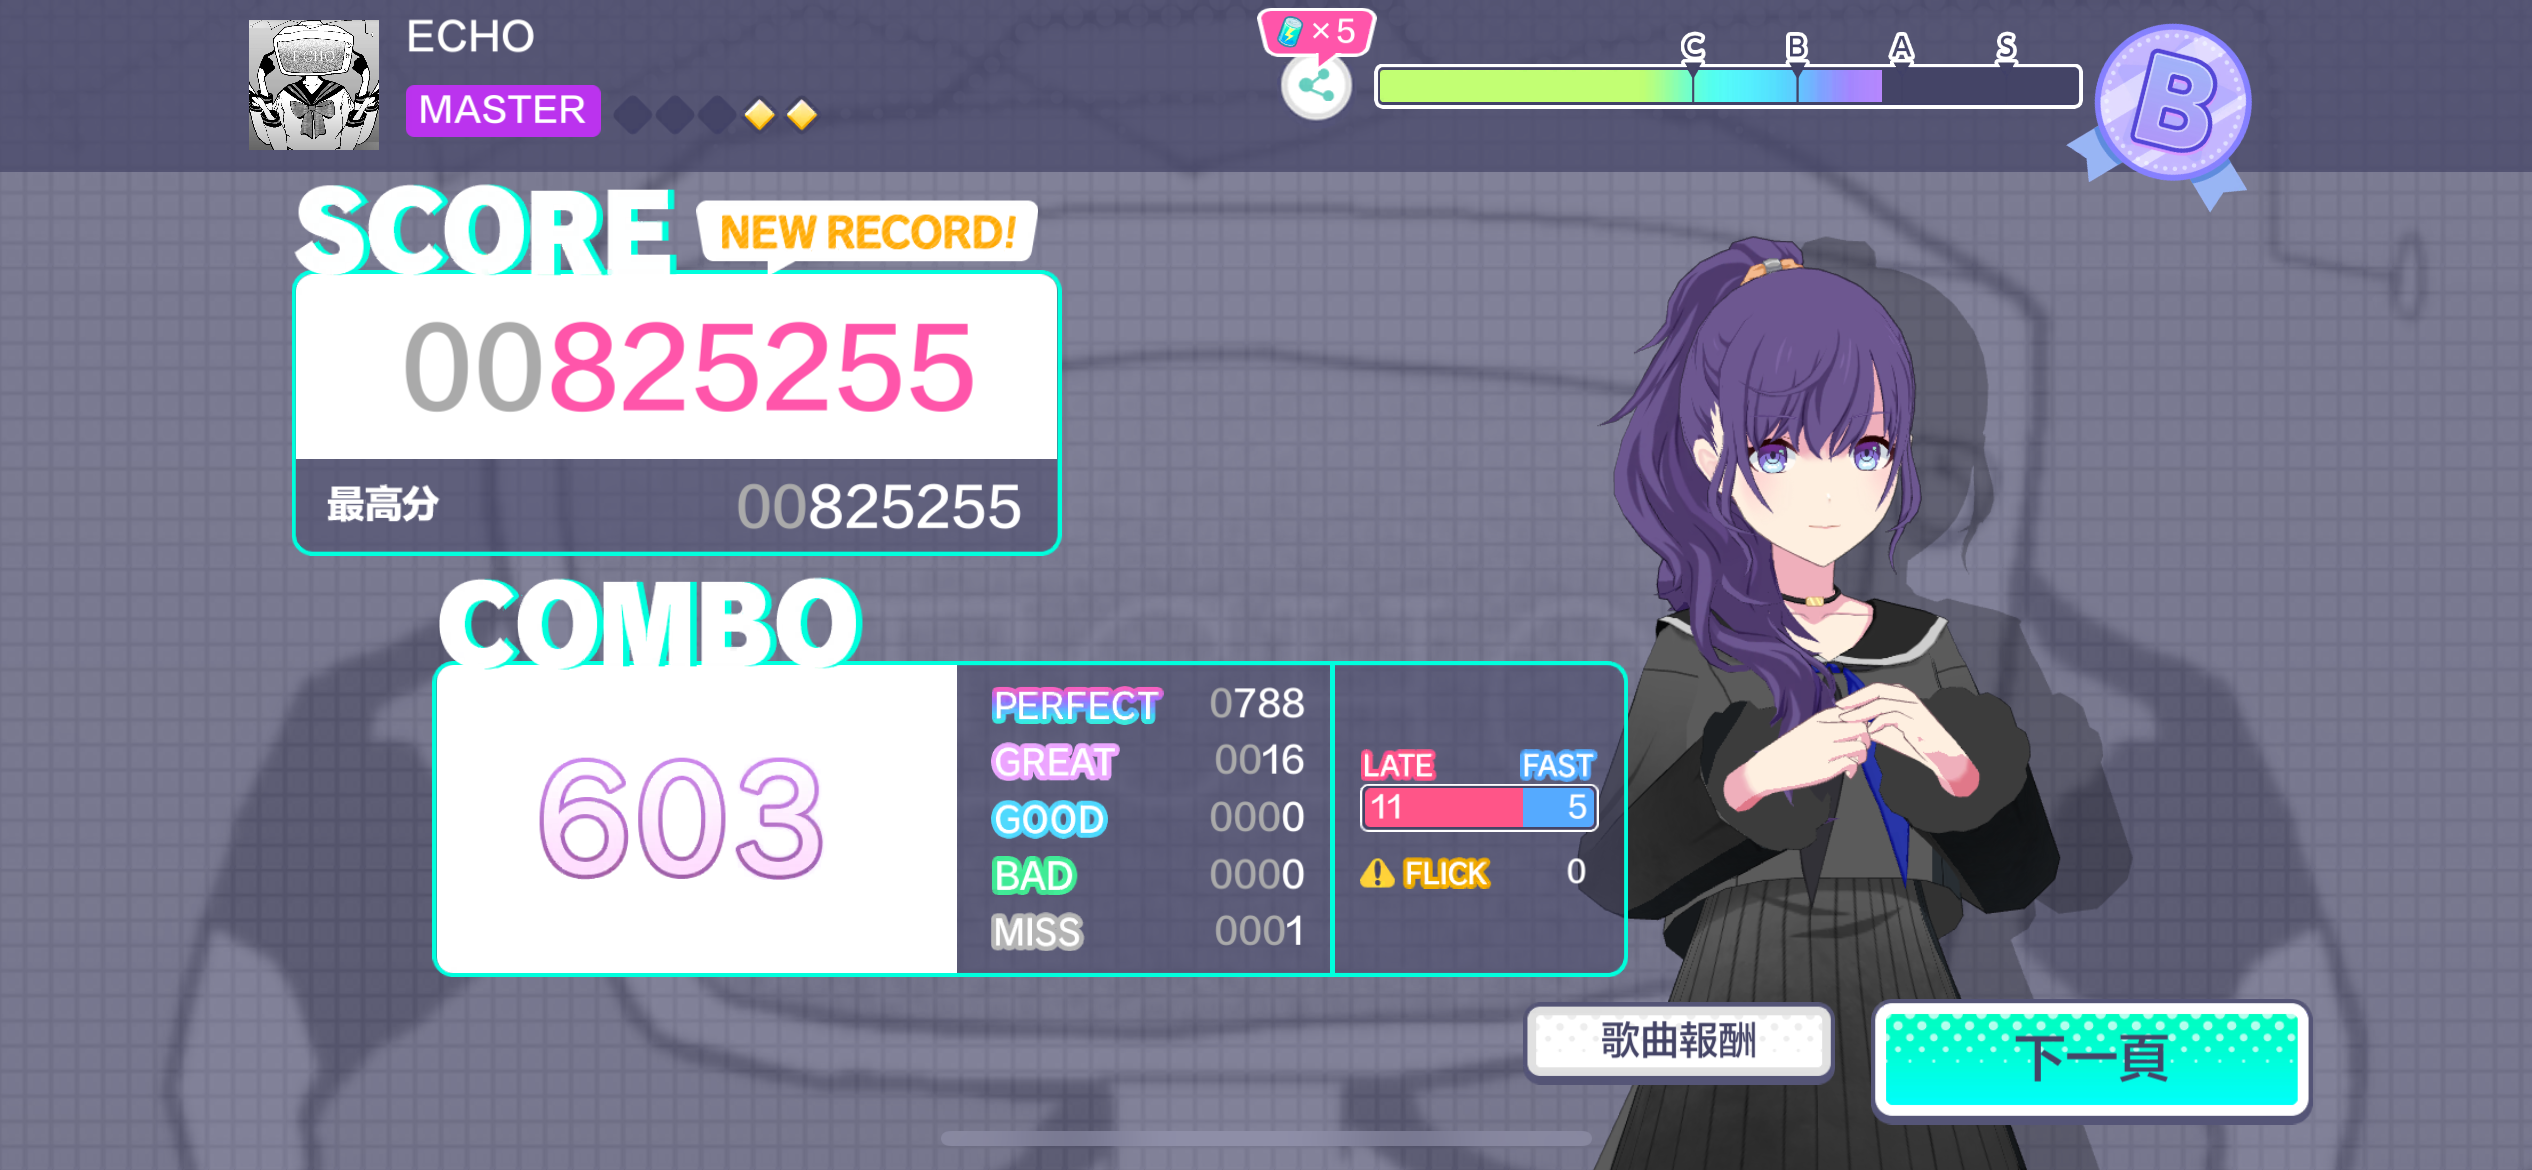 ECHO
MASTER
×5
C B A S
B
SCORE
NEW RECORD!
00825255
最高分 00825255
COMBO
603
PERFECT 0788
GREAT 0016
GOOD 0000
BAD 0000
MISS 0001
LATE FAST
11 5
FLICK 0
歌曲報酬
下一頁